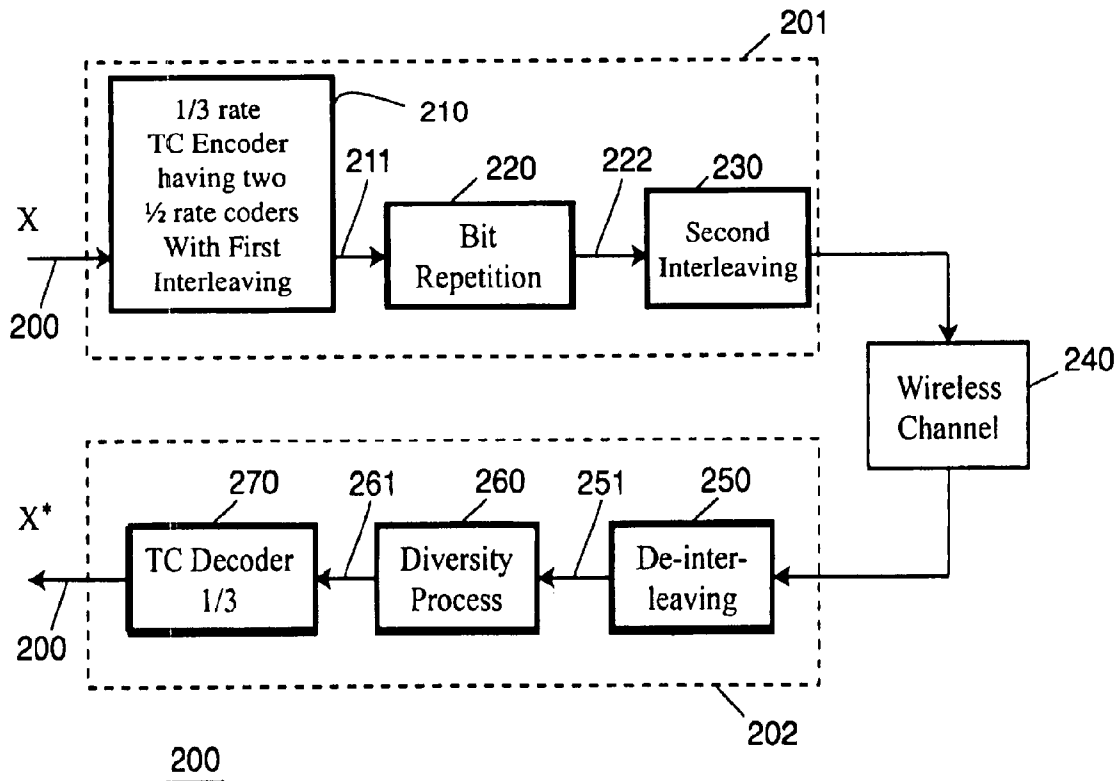 201
1/3 rate
TC Encoder
having two
½ rate coders
With First
Interleaving
210
211
220
222
230
X
Bit
Repetition
Second
Interleaving
200
Wireless
Channel
240
270
261
260
251
250
X*
TC Decoder
1/3
Diversity
Process
De-inter-
leaving
200
202
200